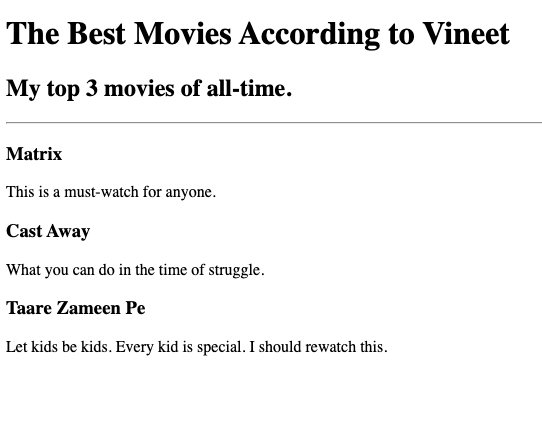 The Best Movies According to Vineet
My top 3 movies of all-time.
Matrix
This is a must-watch for anyone.
Cast Away
What you can do in the time of struggle.
Taare Zameen Pe
Let kids be kids. Every kid is special. I should rewatch this.